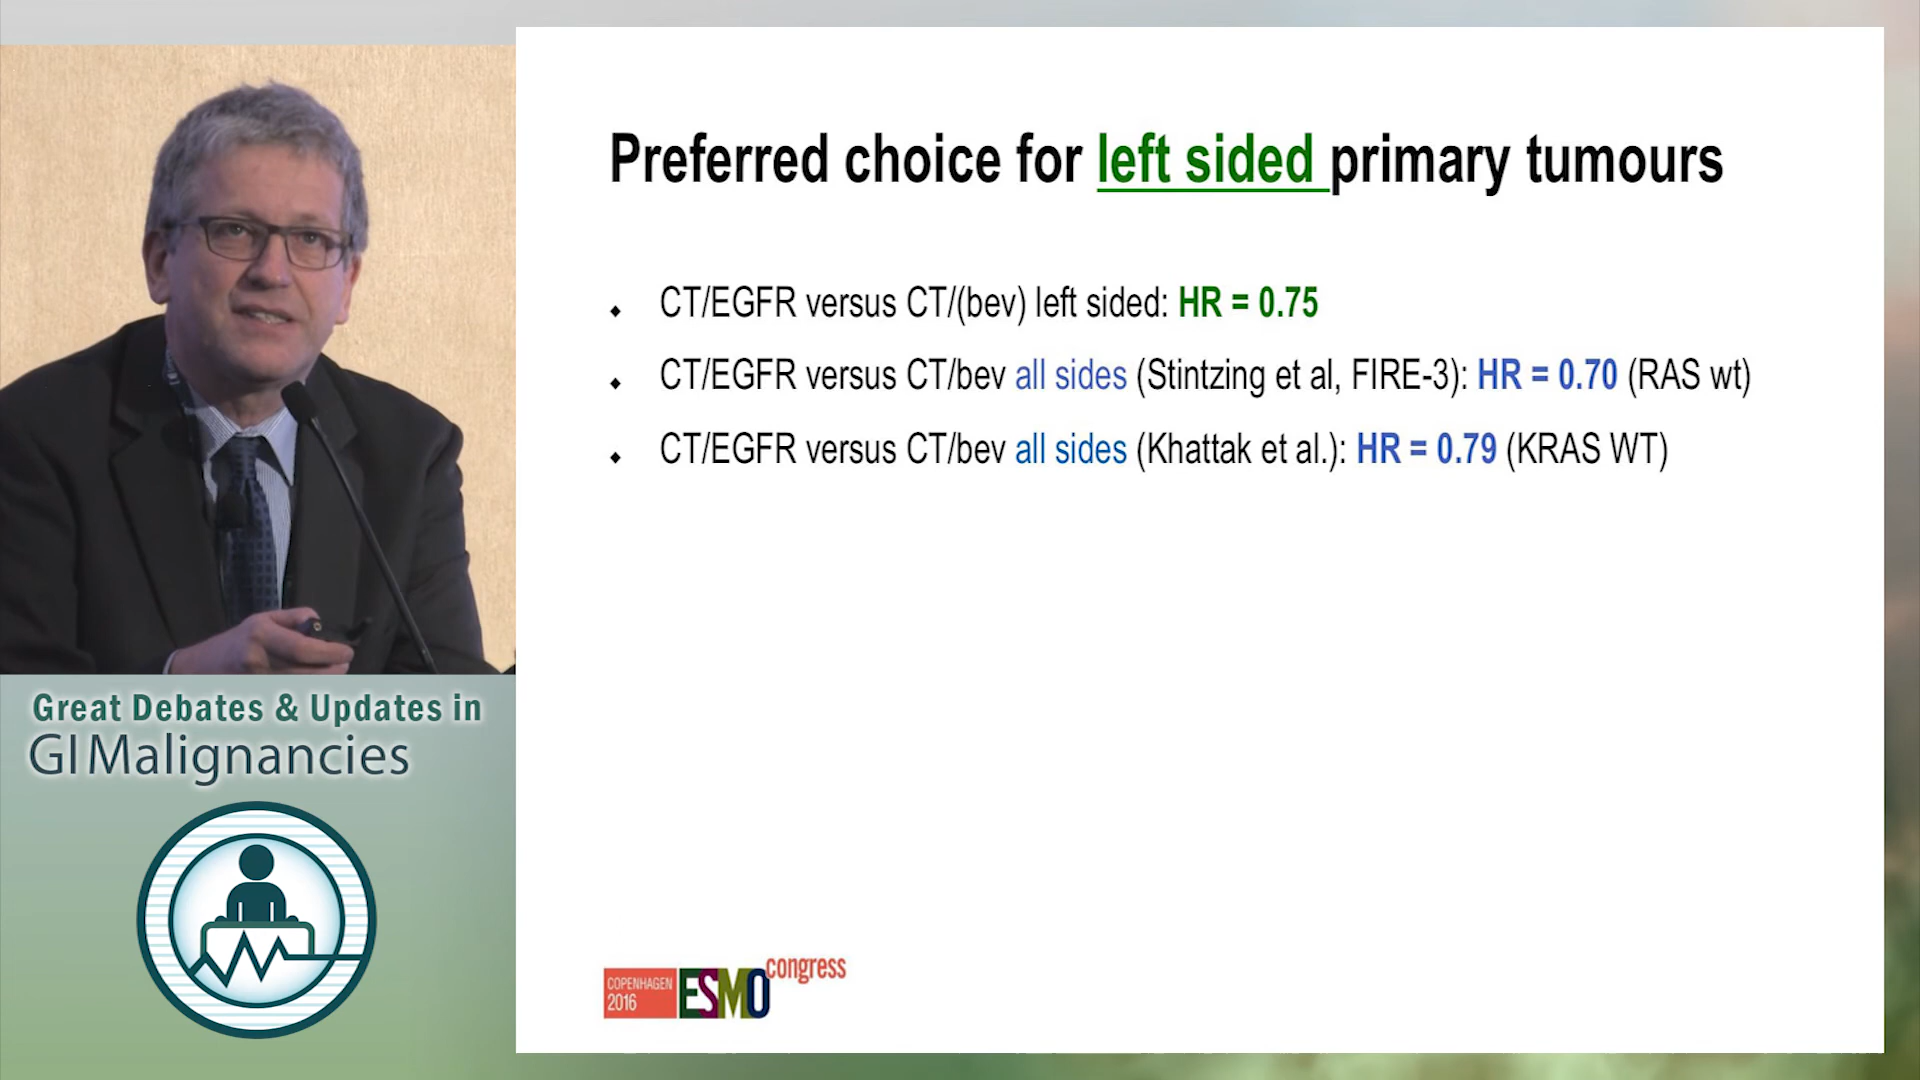 Preferred choice for left sided primary tumours
CT/EGFR versus CT/(bev) left sided: HR = 0.75
CT/EGFR versus CT/bev all sides (Stintzing et al, FIRE-3): HR = 0.70 (RAS wt)
CT/EGFR versus CT/bev all sides (Khattak et al.): HR = 0.79 (KRAS WT)
COPENHAGEN
2016
ESMO
congress
Great Debates & Updates in
GI Malignancies